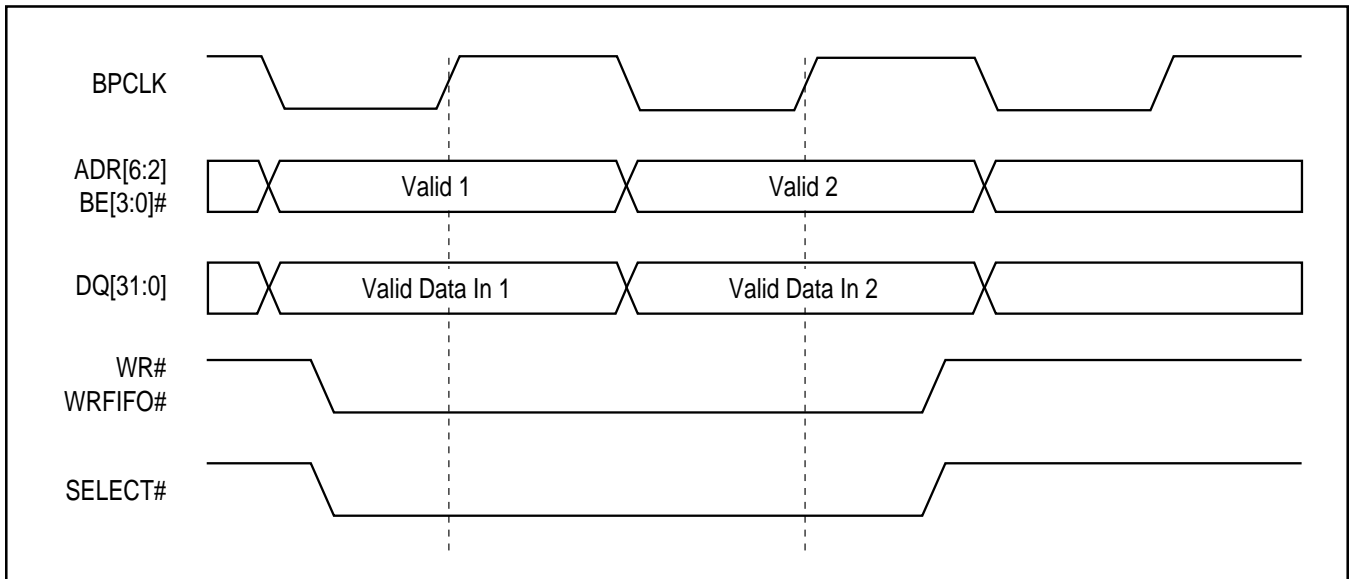 BPCLK
ADR[6:2]
BE[3:0]#
Valid 1
Valid 2
DQ[31:0]
Valid Data In 1
Valid Data In 2
WR#
WRFIFO#
SELECT#